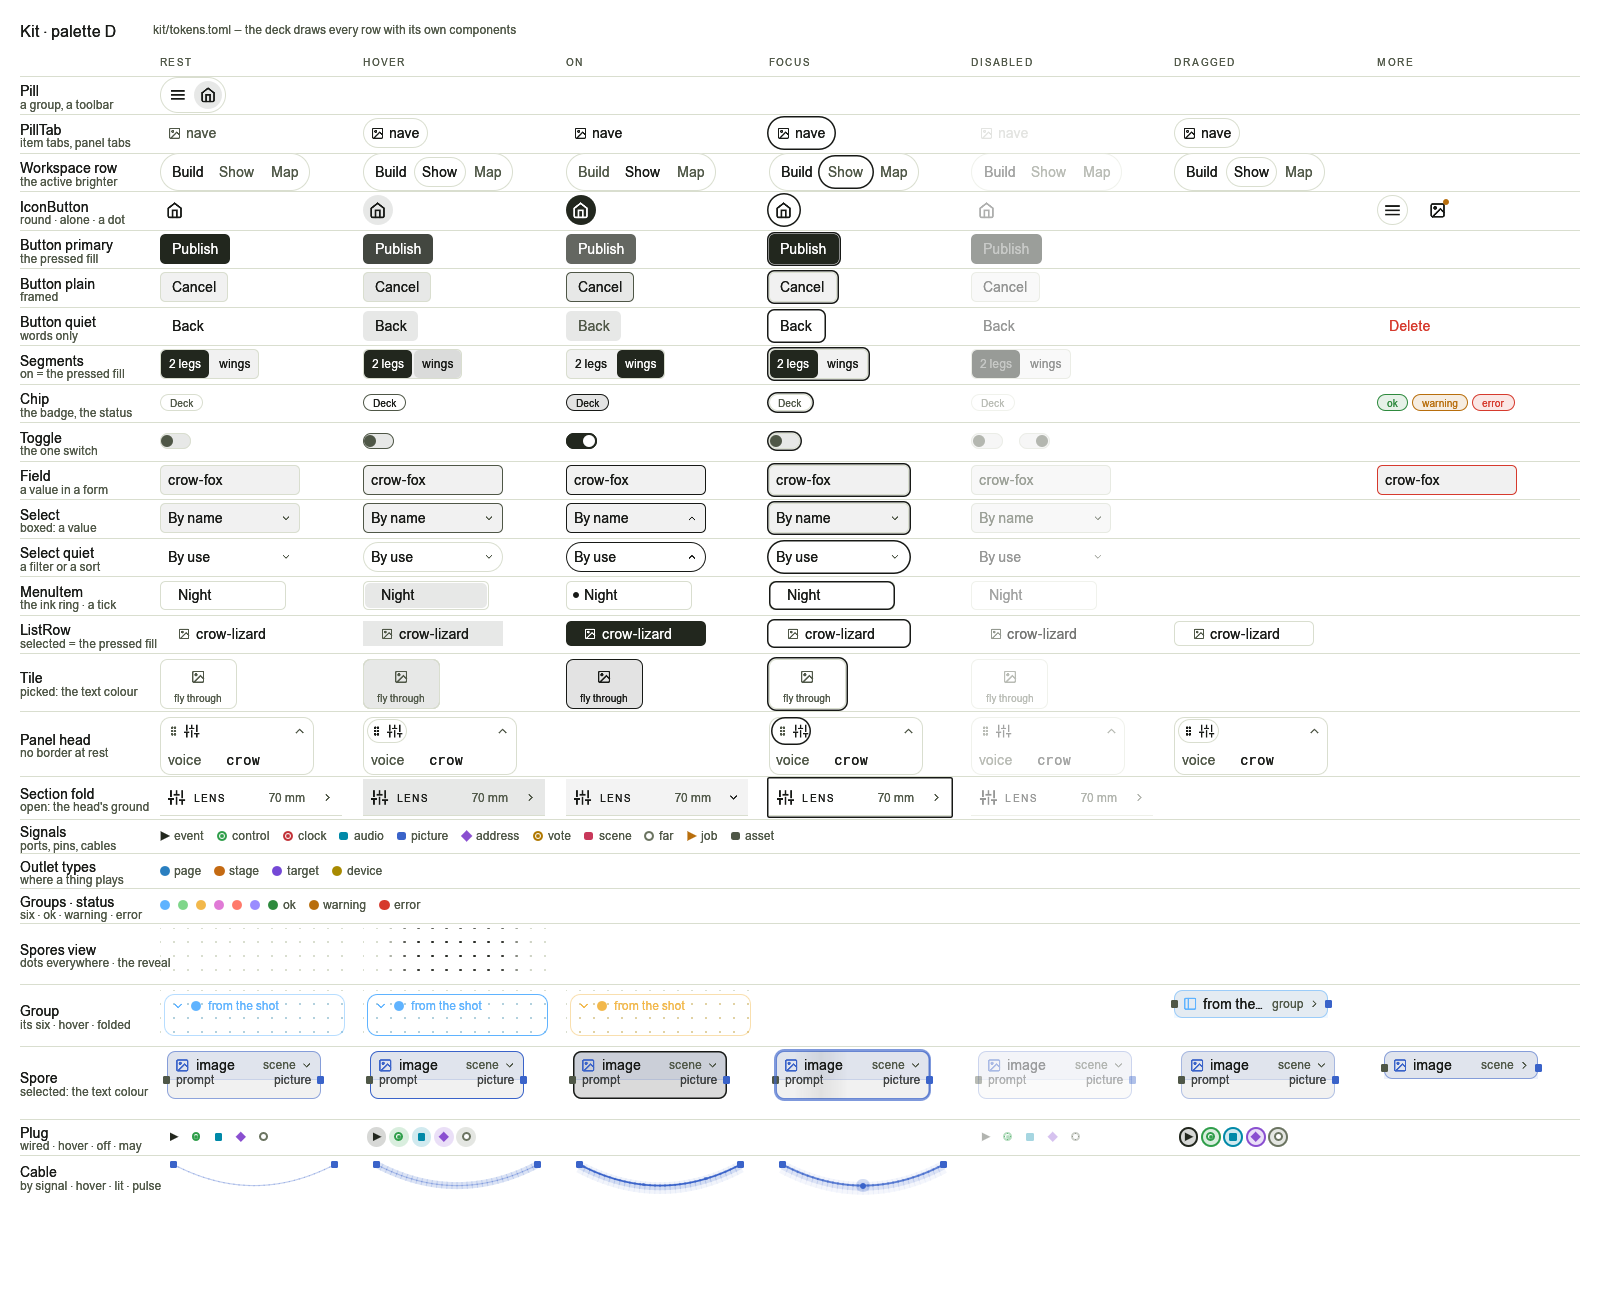 Kit · palette D
kit/tokens.toml – the deck draws every row with its own components
REST HOVER ON FOCUS DISABLED DRAGGED MORE
Pill
a group, a toolbar
PillTab
item tabs, panel tabs
nave nave nave nave nave nave
Workspace row
the active brighter
Build Show Map Build Show Map Build Show Map Build Show Map Build Show Map Build Show Map
IconButton
round · alone · a dot
Button primary
the pressed fill
Publish Publish Publish Publish Publish
Button plain
framed
Cancel Cancel Cancel Cancel Cancel
Button quiet
words only
Back Back Back Back Back Delete
Segments
on = the pressed fill
2 legs wings 2 legs wings 2 legs wings 2 legs wings 2 legs wings
Chip
the badge, the status
Deck Deck Deck Deck Deck ok warning error
Toggle
the one switch
Field
a value in a form
crow-fox crow-fox crow-fox crow-fox crow-fox crow-fox
Select
boxed: a value
By name By name By name By name By name
Select quiet
a filter or a sort
By use By use By use By use By use
MenuItem
the ink ring · a tick
Night Night Night Night Night
ListRow
selected = the pressed fill
crow-lizard crow-lizard crow-lizard crow-lizard crow-lizard crow-lizard
Tile
picked: the text colour
fly through fly through fly through fly through fly through
Panel head
no border at rest
voice crow voice crow voice crow voice crow voice crow
Section fold
open: the head's ground
LENS 70 mm LENS 70 mm LENS 70 mm LENS 70 mm LENS 70 mm
Signals
ports, pins, cables
event control clock audio picture address vote scene far job asset
Outlet types
where a thing plays
page stage target device
Groups · status
six · ok · warning · error
ok warning error
Spores view
dots everywhere · the reveal
Group
its six · hover · folded
from the shot from the shot from the shot from the… group
Spore
selected: the text colour
image scene image scene image scene image scene image scene image scene image scene
prompt picture prompt picture prompt picture prompt picture prompt picture prompt picture
Plug
wired · hover · off · may
Cable
by signal · hover · lit · pulse